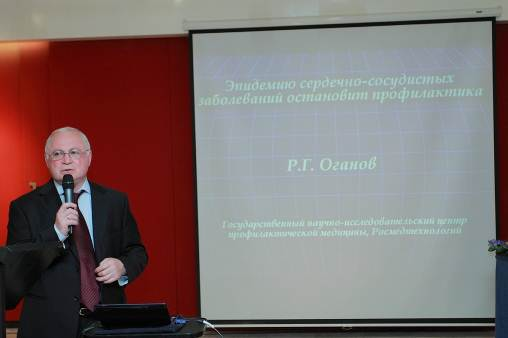 Эпидемию сердечно-сосудистых
заболеваний остановит профилактика
Р.Г. Оганов
Государственный научно-исследовательский центр
профилактической медицины, Росмедтехнологий